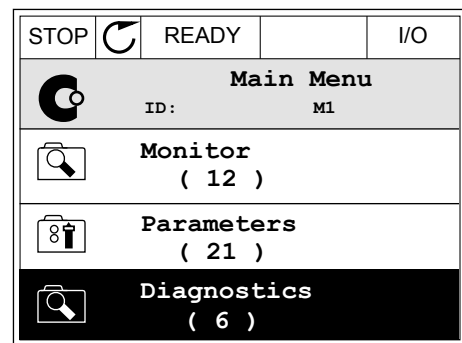 STOP READY I/O
Main Menu
ID: M1
Monitor
( 12 )
Parameters
( 21 )
Diagnostics
( 6 )